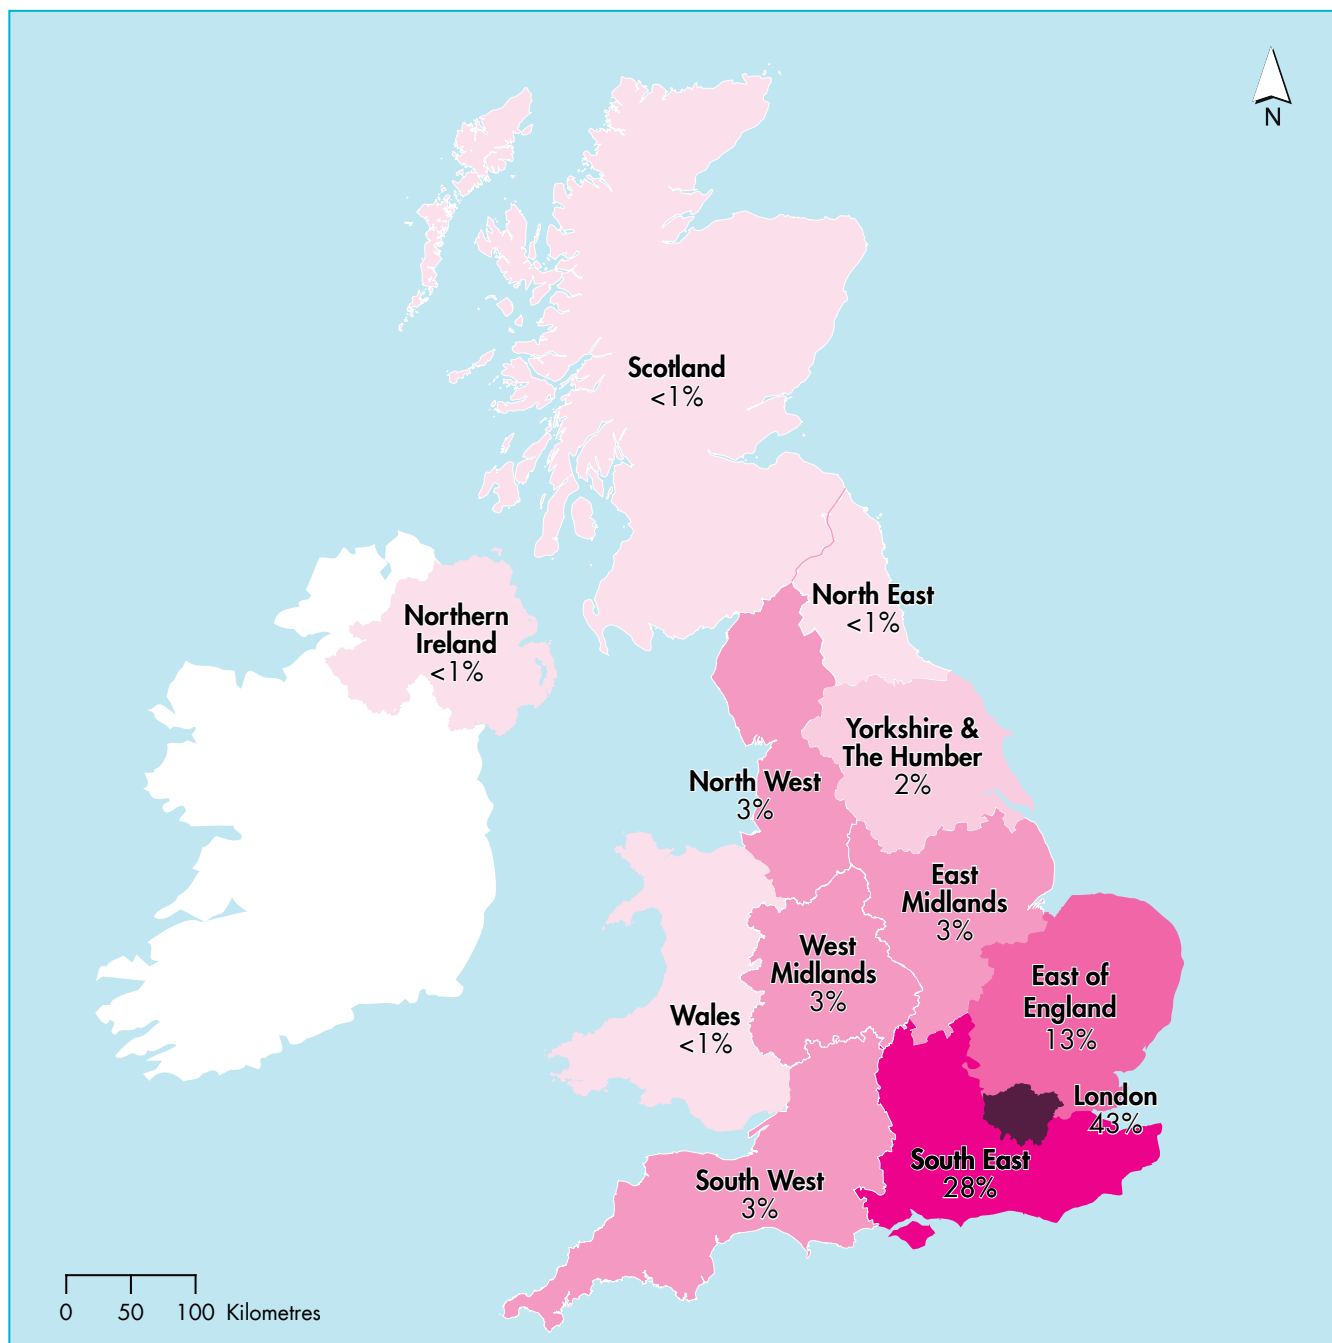 N
Scotland
<1%
North East
<1%
Northern
Ireland
<1%
Yorkshire &
The Humber
2%
North West
3%
East
Midlands
3%
West
Midlands
3%
East of
England
13%
Wales
<1%
London
43%
South East
28%
South West
3%
0 50 100 Kilometres